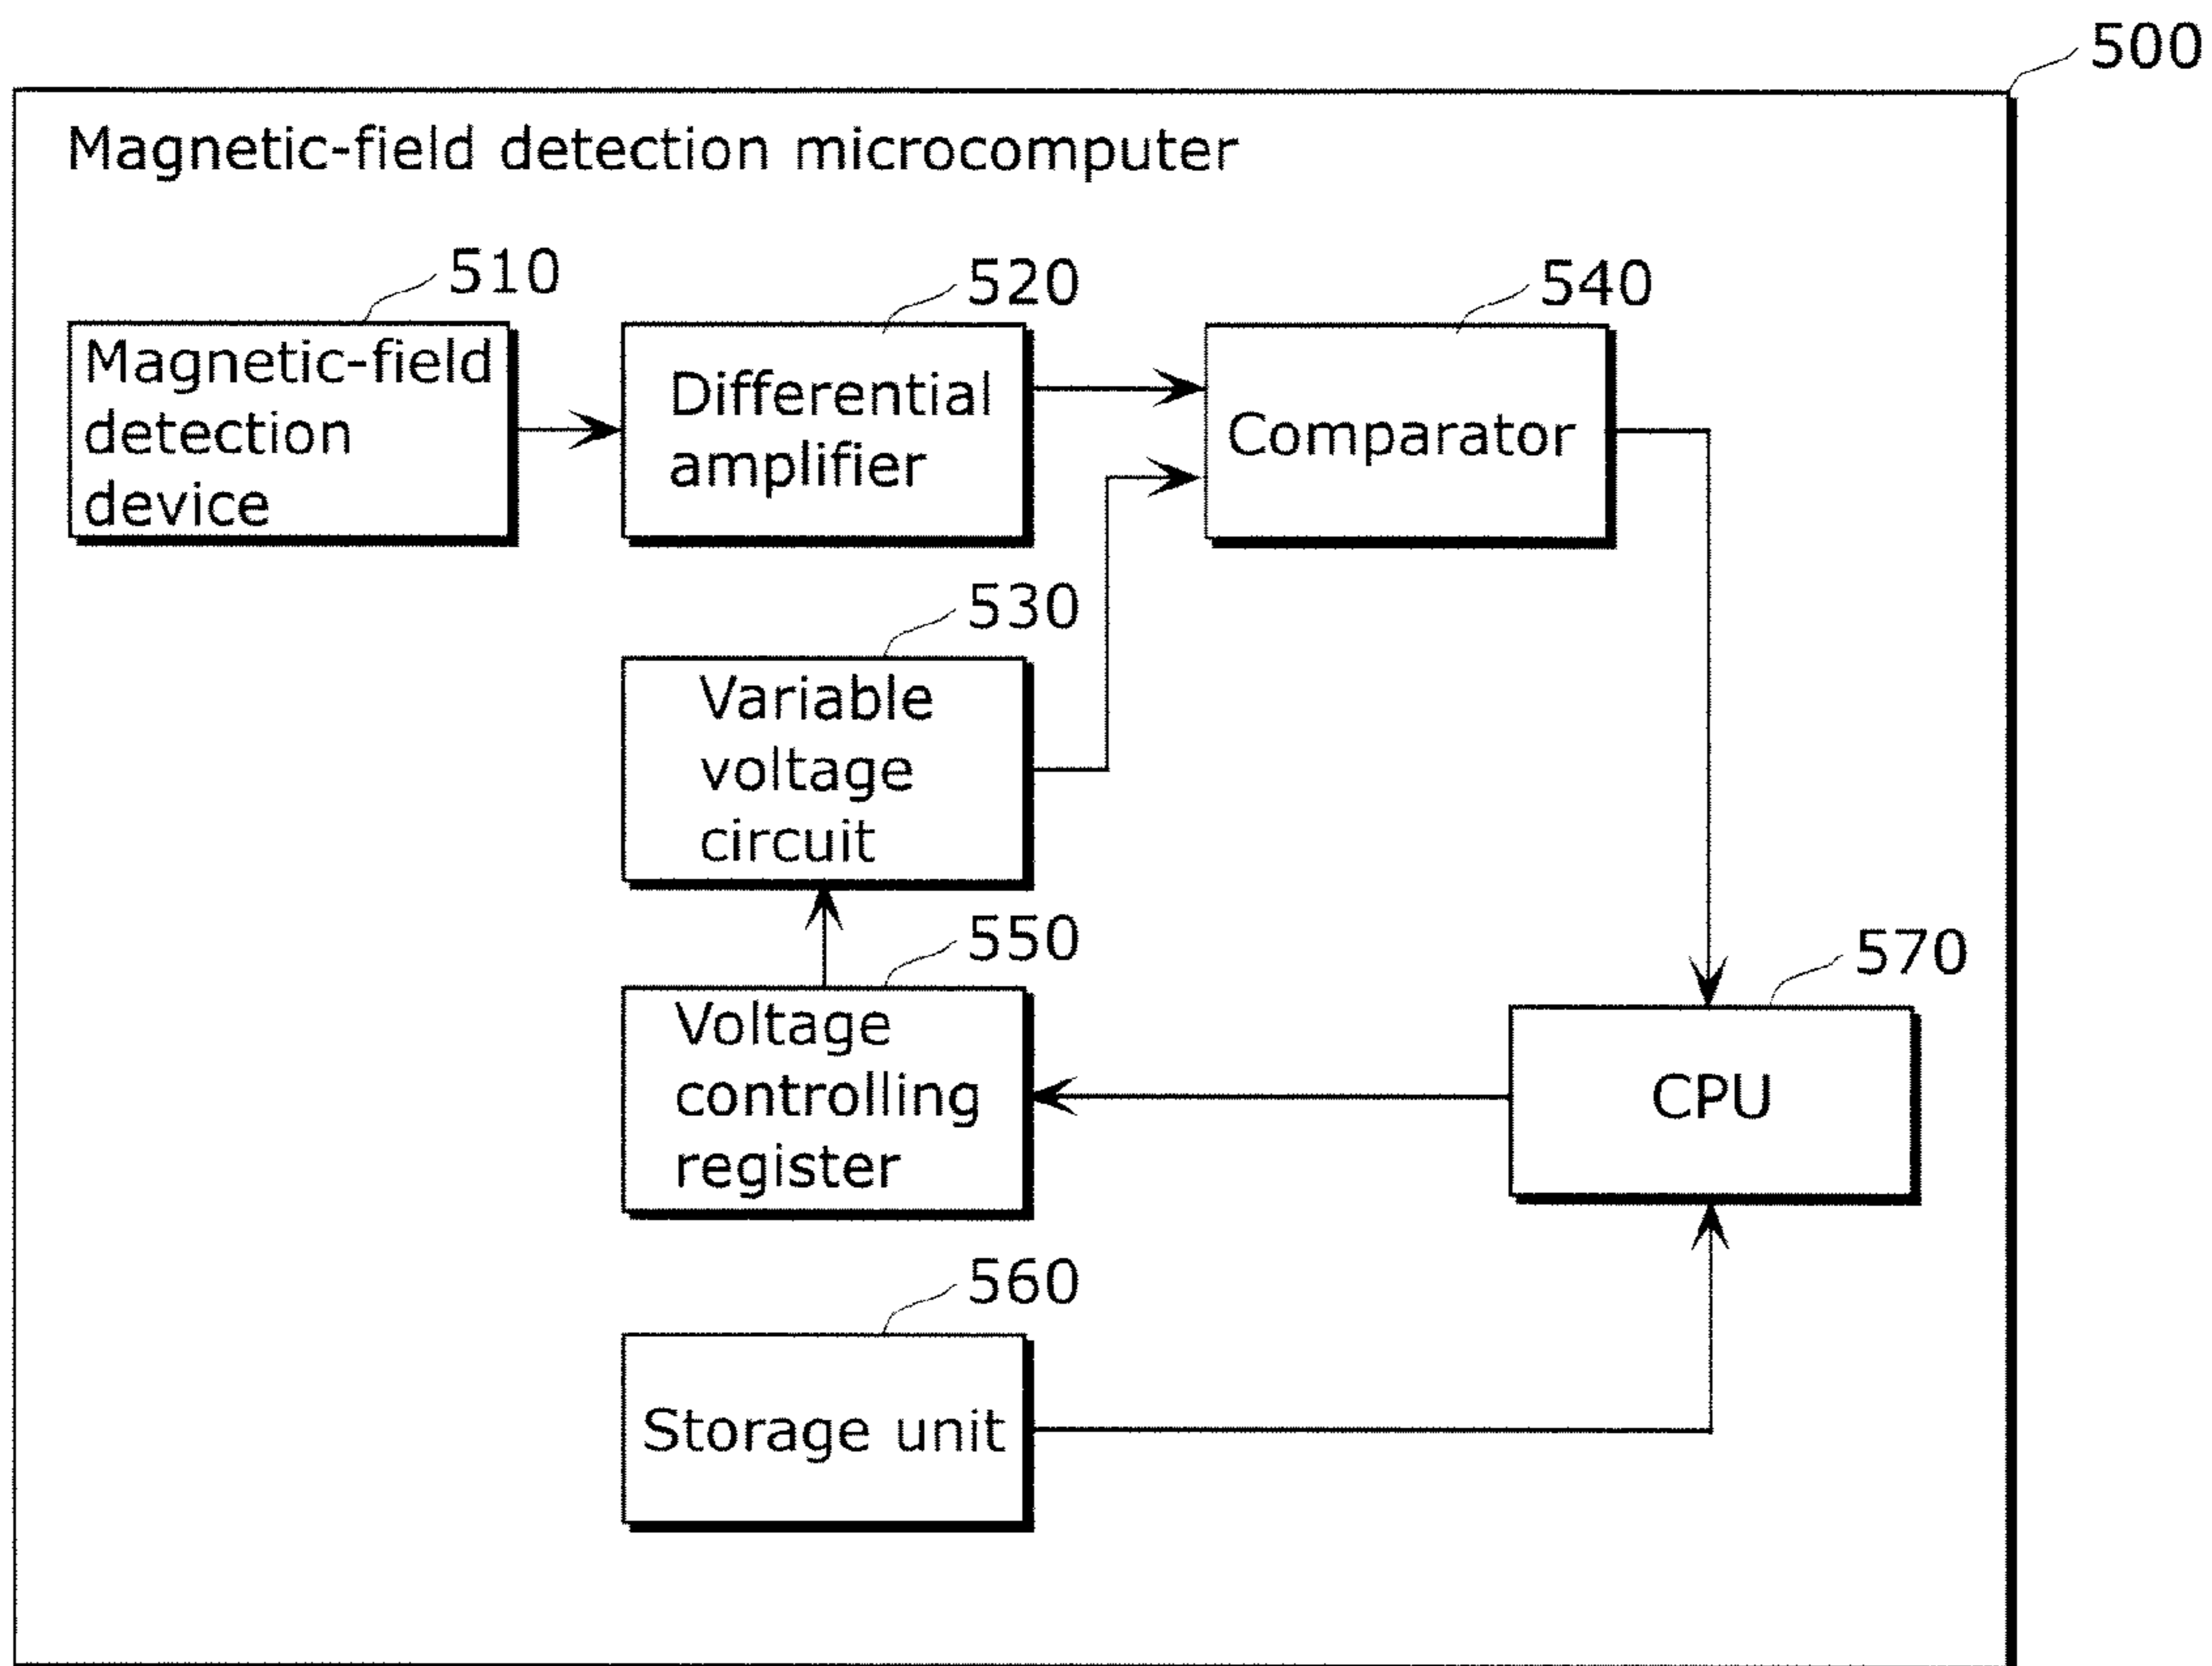 500
Magnetic-field detection microcomputer
510
520
540
Magnetic-field
detection
device
Differential
amplifier
Comparator
530
Variable
voltage
circuit
550
570
Voltage
controlling
register
CPU
560
Storage unit